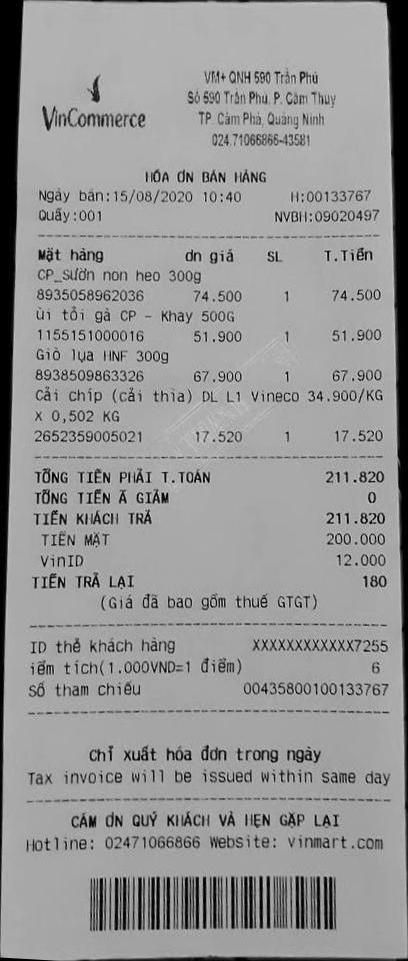 VinCommerce
VM+ QNH 590 Trần Phú
Số 590 Trần Phú, P. Cẩm Thủy
TP. Cẩm Phả, Quảng Ninh
024.71066866-43581
HÓA ƠN BÁN HÀNG
Ngày bán:15/08/2020 10:40 H:00133767
Quầy:001 NVBH:09020497
Mặt hàng ơn giá SL T.Tiền
CP_Sườn non heo 300g
8935058962036 74.500 1 74.500
ùi tỏi gà CP - Khay 500G
1155151000016 51.900 1 51.900
Giò lụa HNF 300g
8938509863326 67.900 1 67.900
Cải chíp (cải thìa) DL L1 Vineco 34.900/KG
X 0,502 KG
2652359005021 17.520 1 17.520
TỔNG TIỀN PHẢI T.TOÁN 211.820
TỔNG TIỀN Ã GIẢM 0
TIỀN KHÁCH TRẢ 211.820
TIỀN MẶT 200.000
VinID 12.000
TIỀN TRẢ LẠI 180
(Giá đã bao gồm thuế GTGT)
ID thẻ khách hàng XXXXXXXXXXXX7255
iểm tích(1.000VND=1 điểm) 6
Số tham chiếu 00435800100133767
Chỉ xuất hóa đơn trong ngày
Tax invoice will be issued within same day
CẢM ƠN QUÝ KHÁCH VÀ HẸN GẶP LẠI
Hotline: 02471066866 Website: vinmart.com